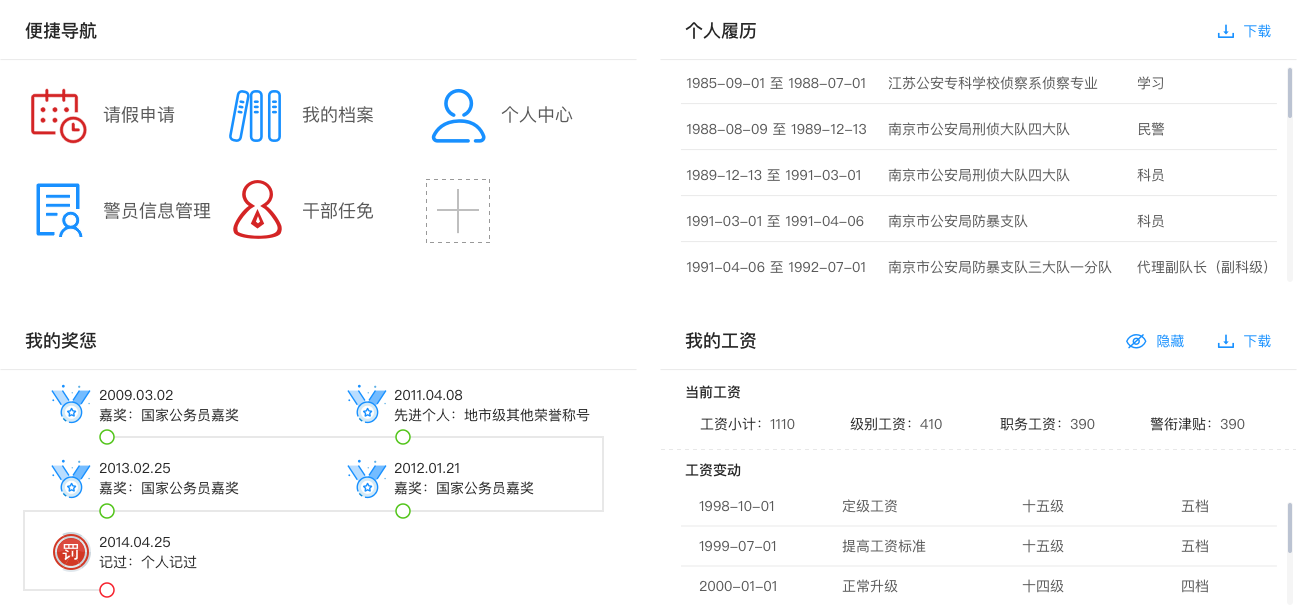 便捷导航
请假申请
我的档案
个人中心
警员信息管理
干部任免
个人履历
下载
1985-09-01 至 1988-07-01 江苏公安专科学校侦察系侦察专业 学习
1988-08-09 至 1989-12-13 南京市公安局刑侦大队四大队 民警
1989-12-13 至 1991-03-01 南京市公安局刑侦大队四大队 科员
1991-03-01 至 1991-04-06 南京市公安局防暴支队 科员
1991-04-06 至 1992-07-01 南京市公安局防暴支队三大队一分队 代理副队长（副科级）
我的奖惩
2009.03.02
嘉奖：国家公务员嘉奖
2011.04.08
先进个人：地市级其他荣誉称号
2013.02.25
嘉奖：国家公务员嘉奖
2012.01.21
嘉奖：国家公务员嘉奖
罚
2014.04.25
记过：个人记过
我的工资
隐藏
下载
当前工资
工资小计：1110 级别工资：410 职务工资：390 警衔津贴：390
工资变动
1998-10-01 定级工资 十五级 五档
1999-07-01 提高工资标准 十五级 五档
2000-01-01 正常升级 十四级 四档